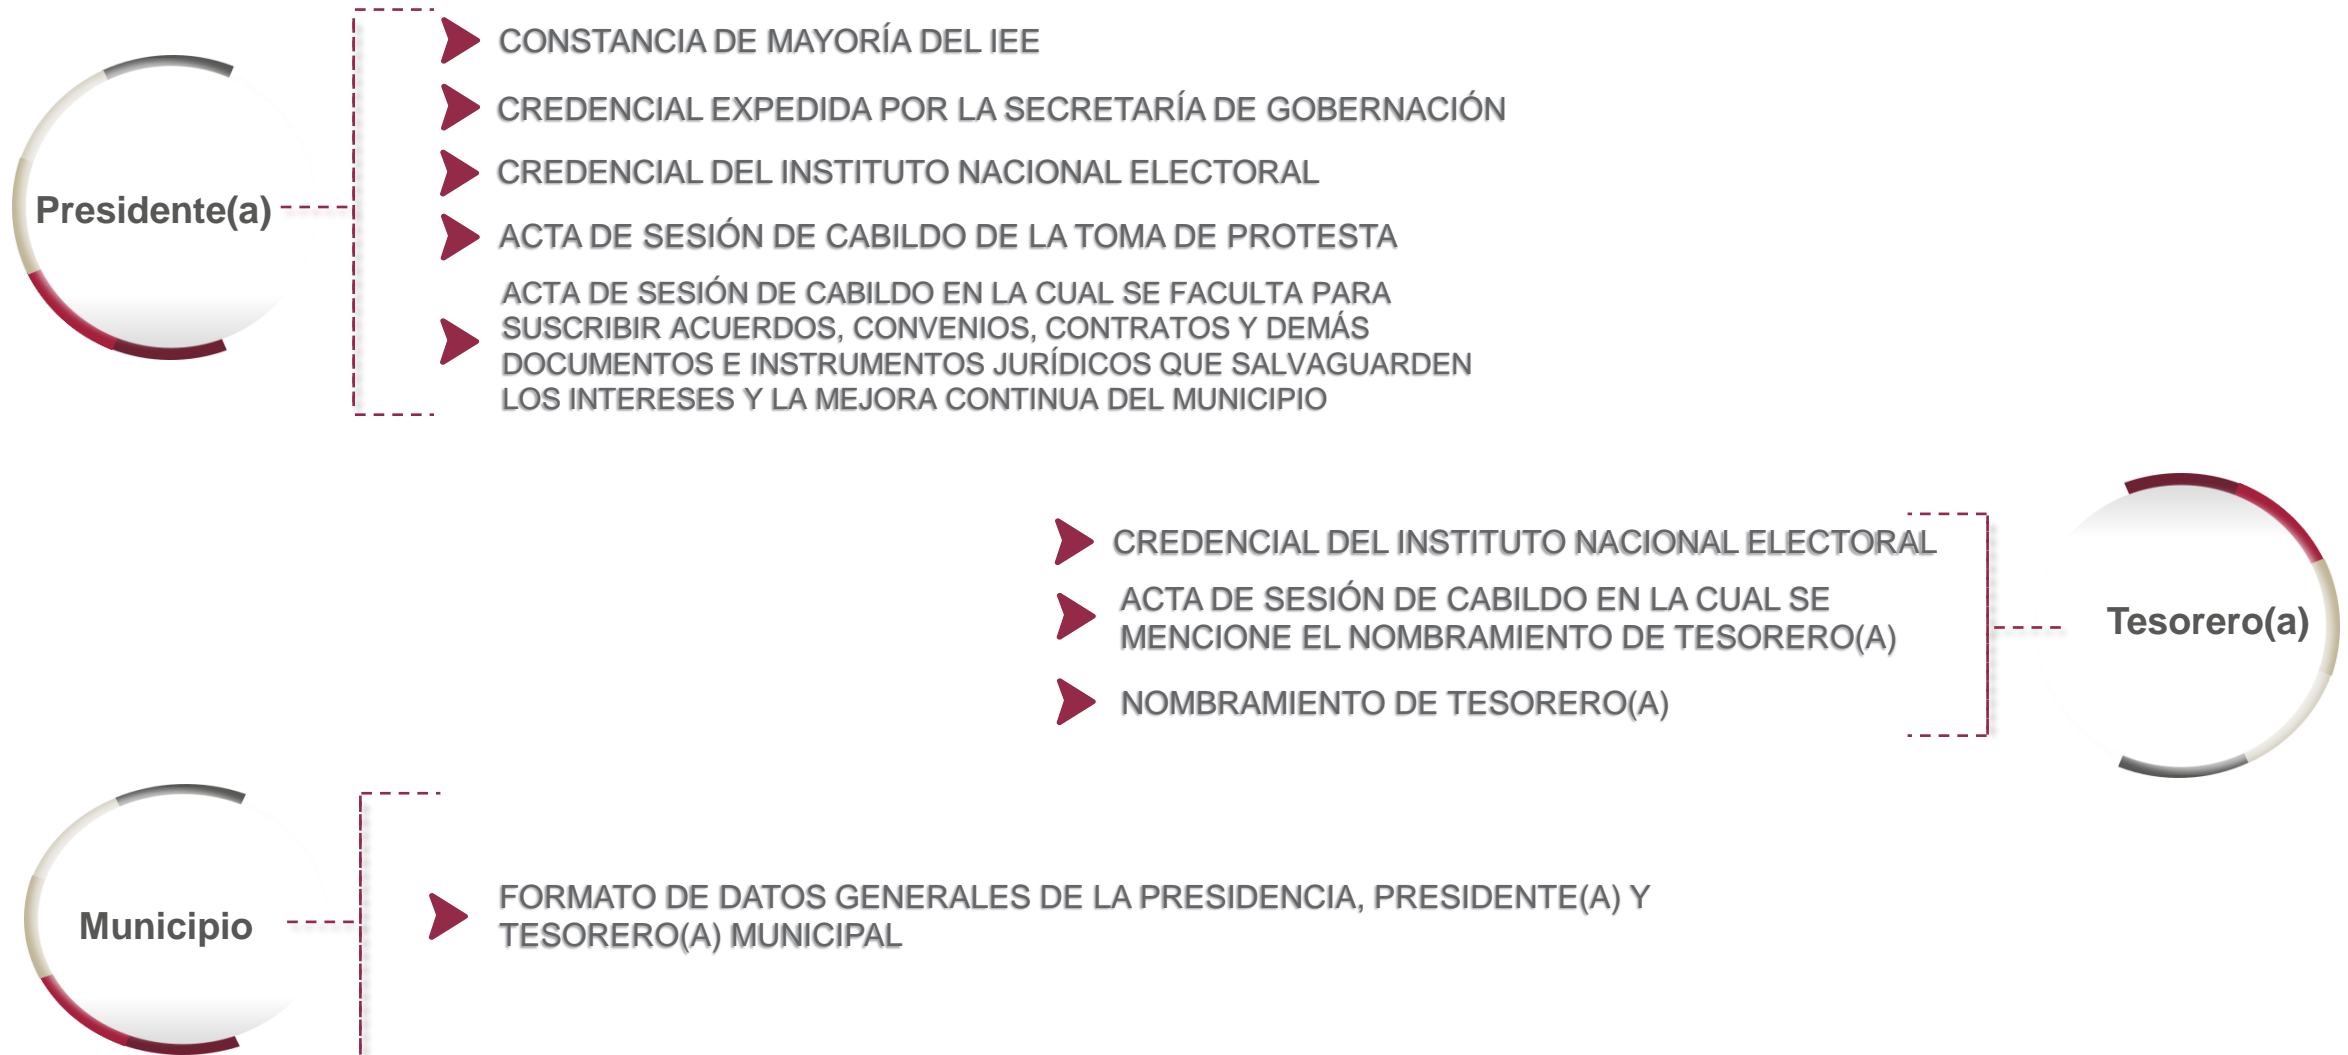 Presidente(a)
CONSTANCIA DE MAYORÍA DEL IEE
CREDENCIAL EXPEDIDA POR LA SECRETARÍA DE GOBERNACIÓN
CREDENCIAL DEL INSTITUTO NACIONAL ELECTORAL
ACTA DE SESIÓN DE CABILDO DE LA TOMA DE PROTESTA
ACTA DE SESIÓN DE CABILDO EN LA CUAL SE FACULTA PARA
SUSCRIBIR ACUERDOS, CONVENIOS, CONTRATOS Y DEMÁS
DOCUMENTOS E INSTRUMENTOS JURÍDICOS QUE SALVAGUARDEN
LOS INTERESES Y LA MEJORA CONTINUA DEL MUNICIPIO
Tesorero(a)
CREDENCIAL DEL INSTITUTO NACIONAL ELECTORAL
ACTA DE SESIÓN DE CABILDO EN LA CUAL SE
MENCIONE EL NOMBRAMIENTO DE TESORERO(A)
NOMBRAMIENTO DE TESORERO(A)
Municipio
FORMATO DE DATOS GENERALES DE LA PRESIDENCIA, PRESIDENTE(A) Y
TESORERO(A) MUNICIPAL